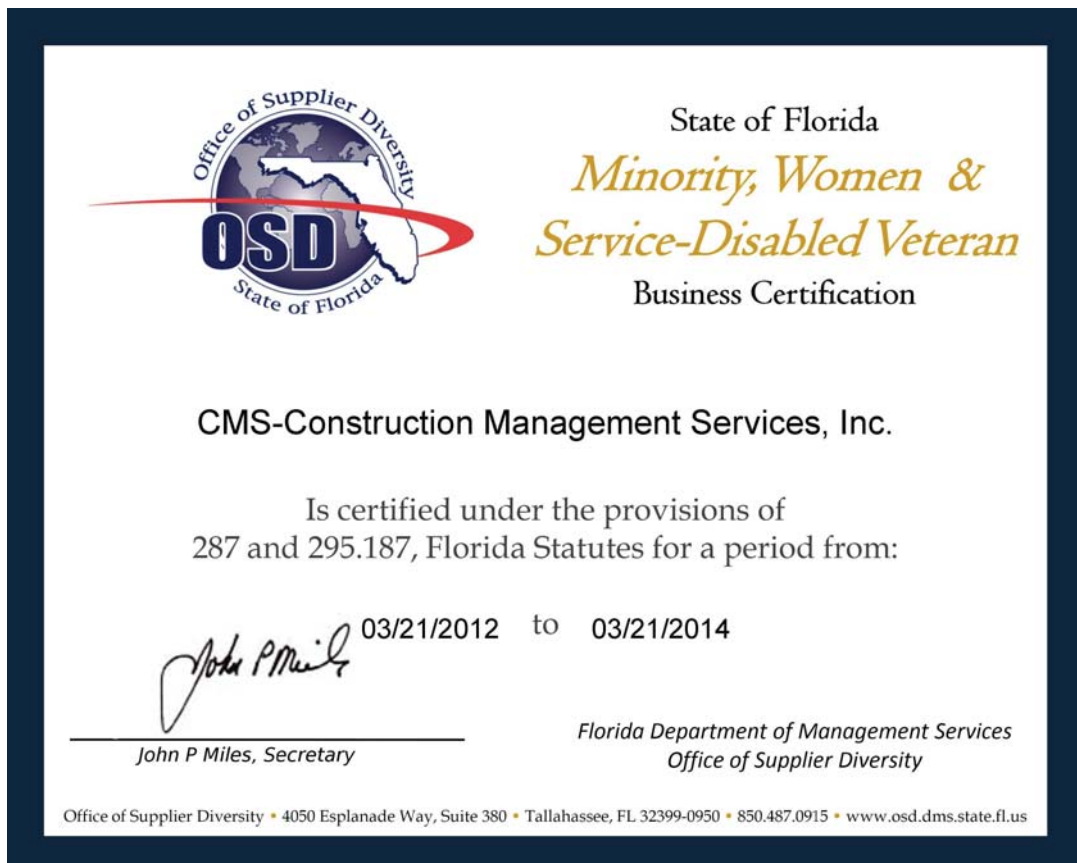 Office of Supplier Diversity
OSD
State of Florida
State of Florida
Minority, Women &
Service-Disabled Veteran
Business Certification
CMS-Construction Management Services, Inc.
Is certified under the provisions of
287 and 295.187, Florida Statutes for a period from:
03/21/2012 to 03/21/2014
John P Miles
John P Miles, Secretary
Florida Department of Management Services
Office of Supplier Diversity
Office of Supplier Diversity • 4050 Esplanade Way, Suite 380 • Tallahassee, FL 32399-0950 • 850.487.0915 • www.osd.dms.state.fl.us